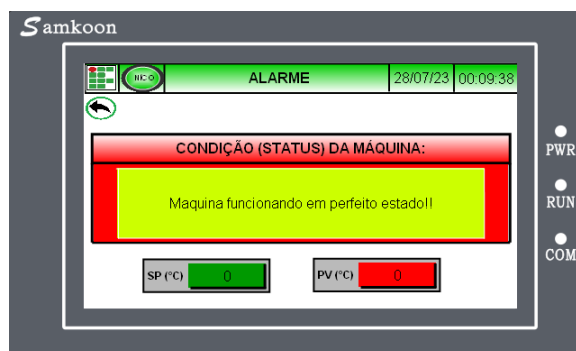 Samkoon
INÍCIO ALARME 28/07/23 00:09:38
CONDIÇÃO (STATUS) DA MÁQUINA:
Maquina funcionando em perfeito estado!!
SP (°C) 0 PV (°C) 0
PWR
RUN
COM